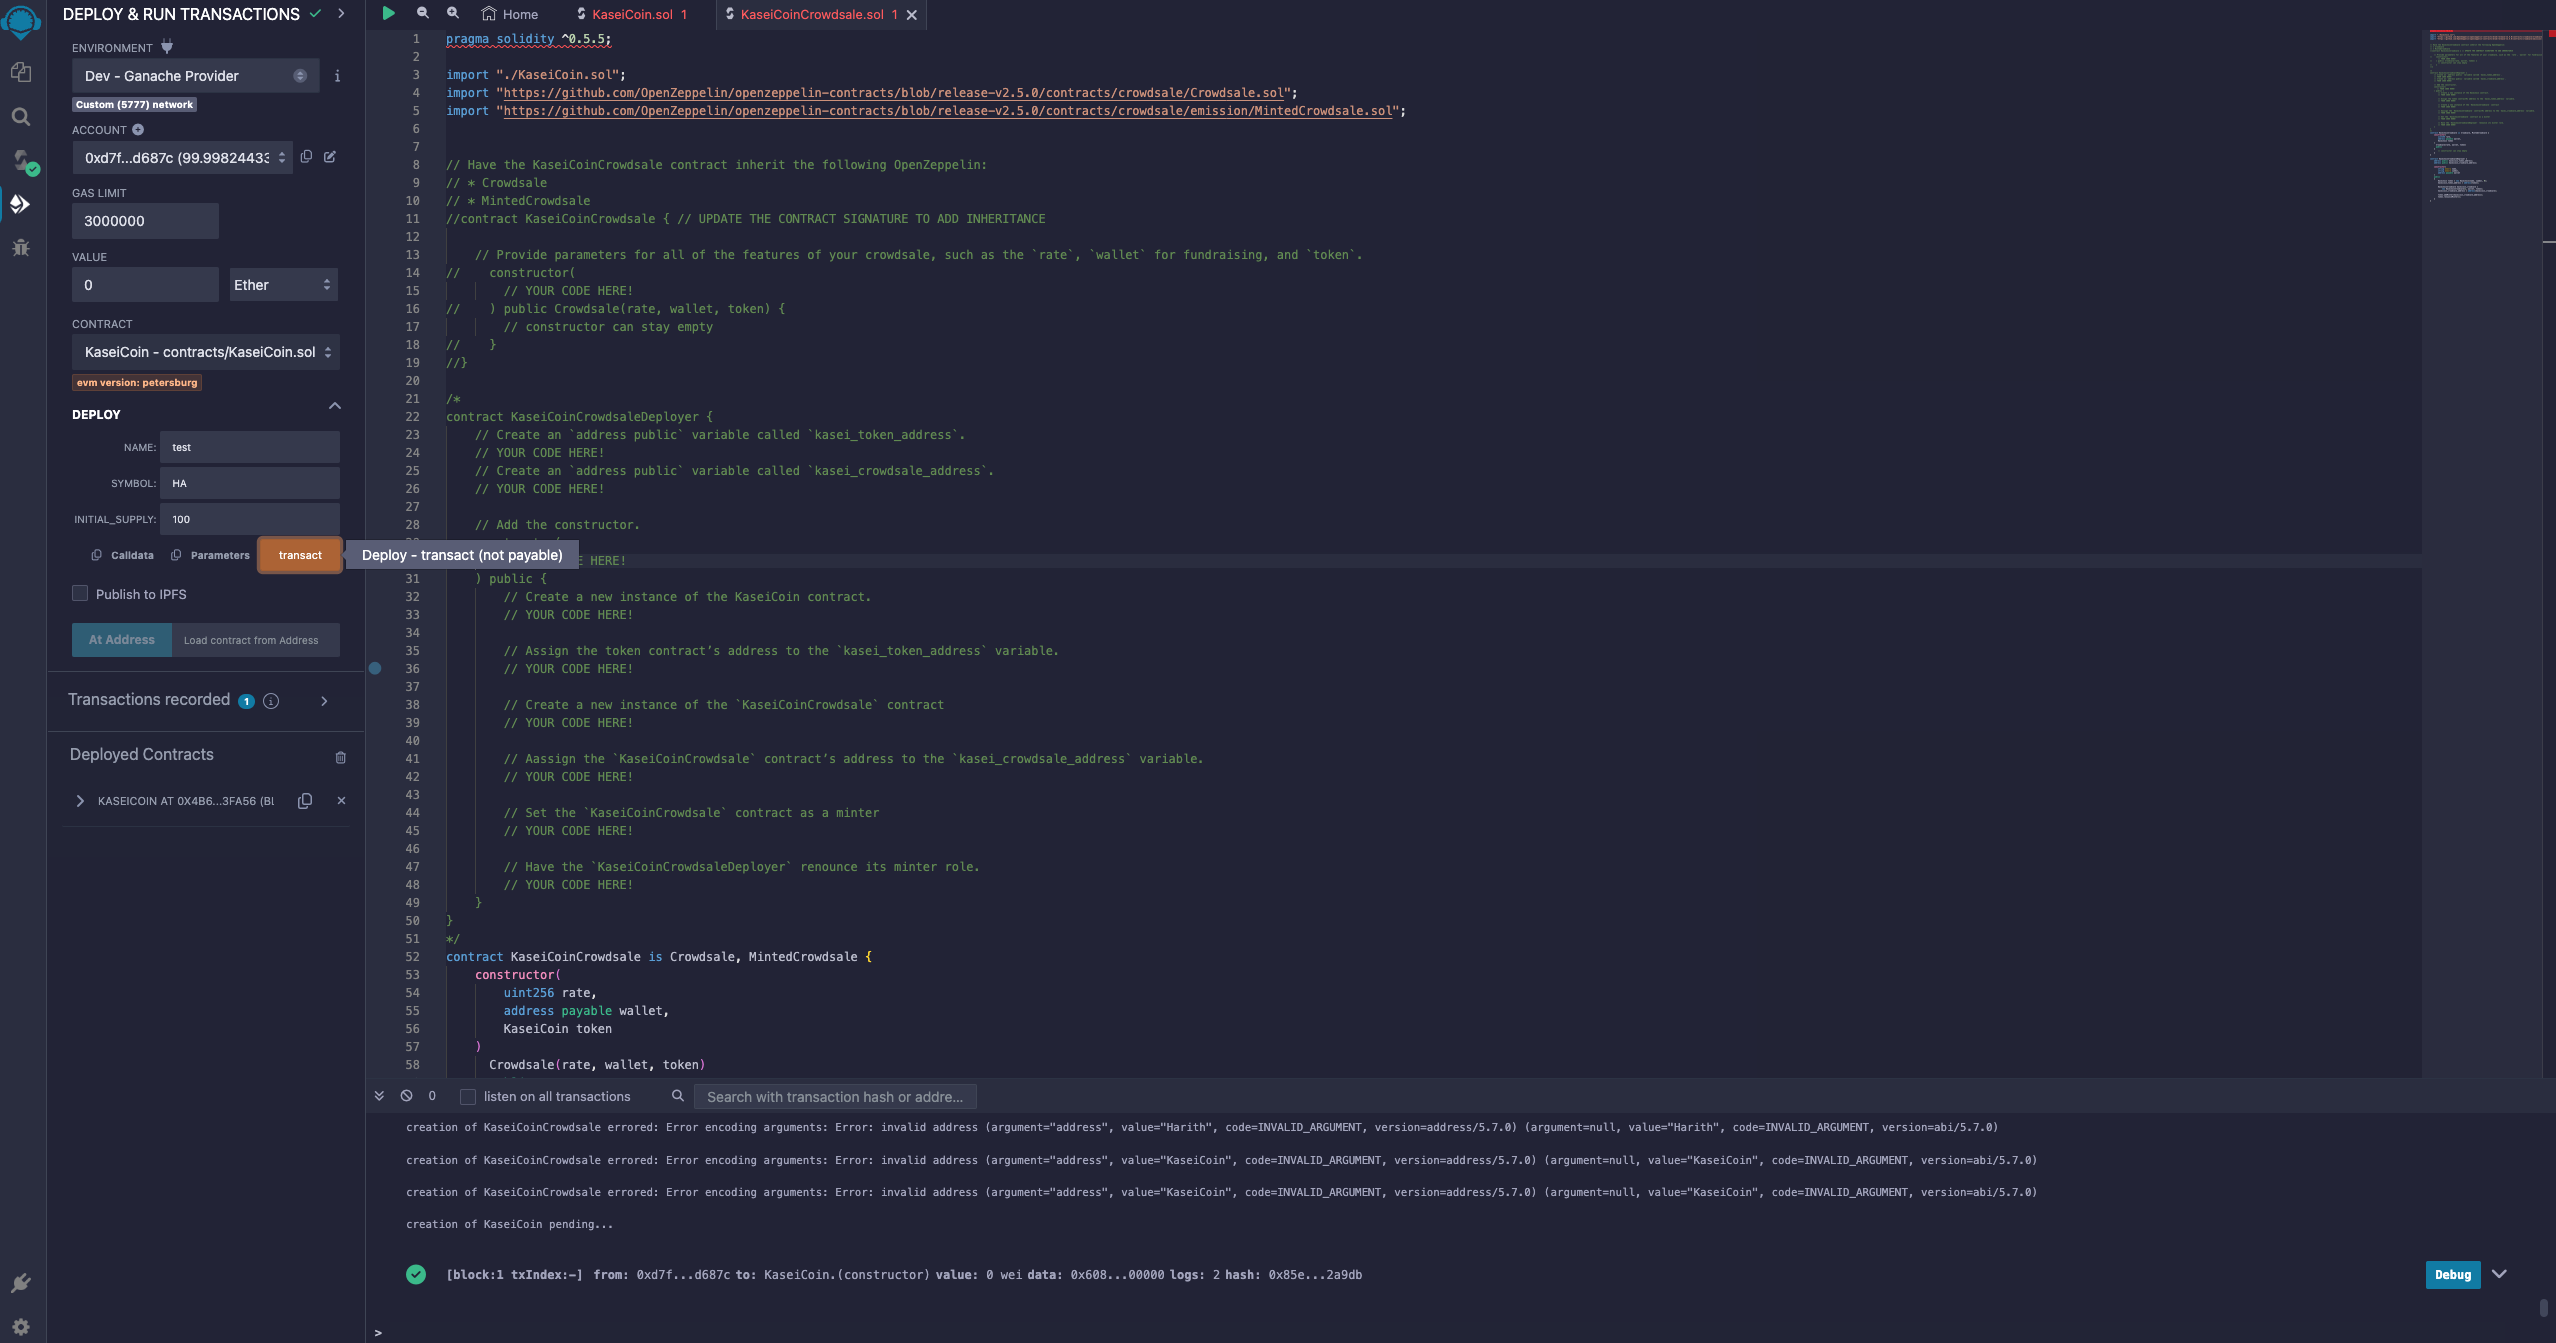 DEPLOY & RUN TRANSACTIONS
ENVIRONMENT
Dev - Ganache Provider
Custom (5777) network
ACCOUNT
0xd7f...d687c (99.99824433
GAS LIMIT
3000000
VALUE
0
Ether
CONTRACT
KaseiCoin - contracts/KaseiCoin.sol
evm version: petersburg
DEPLOY
NAME: test
SYMBOL: HA
INITIAL_SUPPLY: 100
Calldata Parameters transact
Deploy - transact (not payable)
Publish to IPFS
At Address Load contract from Address
Transactions recorded 1
Deployed Contracts
KASEICOIN AT 0X4B6...3FA56 (BL
Home KaseiCoin.sol 1 KaseiCoinCrowdsale.sol 1
1 pragma solidity ^0.5.5;
2
3 import "./KaseiCoin.sol";
4 import "https://github.com/OpenZeppelin/openzeppelin-contracts/blob/release-v2.5.0/contracts/crowdsale/Crowdsale.sol";
5 import "https://github.com/OpenZeppelin/openzeppelin-contracts/blob/release-v2.5.0/contracts/crowdsale/emission/MintedCrowdsale.sol";
6
7
8 // Have the KaseiCoinCrowdsale contract inherit the following OpenZeppelin:
9 // * Crowdsale
10 // * MintedCrowdsale
11 //contract KaseiCoinCrowdsale { // UPDATE THE CONTRACT SIGNATURE TO ADD INHERITANCE
12
13 // Provide parameters for all of the features of your crowdsale, such as the `rate`, `wallet` for fundraising, and `token`.
14 // constructor(
15 // YOUR CODE HERE!
16 // ) public Crowdsale(rate, wallet, token) {
17 // constructor can stay empty
18 // }
19 //}
20
21 /*
22 contract KaseiCoinCrowdsaleDeployer {
23 // Create an `address public` variable called `kasei_token_address`.
24 // YOUR CODE HERE!
25 // Create an `address public` variable called `kasei_crowdsale_address`.
26 // YOUR CODE HERE!
27
28 // Add the constructor.
E HERE!
31 ) public {
32 // Create a new instance of the KaseiCoin contract.
33 // YOUR CODE HERE!
34
35 // Assign the token contract’s address to the `kasei_token_address` variable.
36 // YOUR CODE HERE!
37
38 // Create a new instance of the `KaseiCoinCrowdsale` contract
39 // YOUR CODE HERE!
40
41 // Aassign the `KaseiCoinCrowdsale` contract’s address to the `kasei_crowdsale_address` variable.
42 // YOUR CODE HERE!
43
44 // Set the `KaseiCoinCrowdsale` contract as a minter
45 // YOUR CODE HERE!
46
47 // Have the `KaseiCoinCrowdsaleDeployer` renounce its minter role.
48 // YOUR CODE HERE!
49 }
50 }
51 */
52 contract KaseiCoinCrowdsale is Crowdsale, MintedCrowdsale {
53 constructor(
54 uint256 rate,
55 address payable wallet,
56 KaseiCoin token
57 )
58 Crowdsale(rate, wallet, token)
0 listen on all transactions Search with transaction hash or addre...
creation of KaseiCoinCrowdsale errored: Error encoding arguments: Error: invalid address (argument="address", value="Harith", code=INVALID_ARGUMENT, version=address/5.7.0) (argument=null, value="Harith", code=INVALID_ARGUMENT, version=abi/5.7.0)
creation of KaseiCoinCrowdsale errored: Error encoding arguments: Error: invalid address (argument="address", value="KaseiCoin", code=INVALID_ARGUMENT, version=address/5.7.0) (argument=null, value="KaseiCoin", code=INVALID_ARGUMENT, version=abi/5.7.0)
creation of KaseiCoinCrowdsale errored: Error encoding arguments: Error: invalid address (argument="address", value="KaseiCoin", code=INVALID_ARGUMENT, version=address/5.7.0) (argument=null, value="KaseiCoin", code=INVALID_ARGUMENT, version=abi/5.7.0)
creation of KaseiCoin pending...
[block:1 txIndex:-] from: 0xd7f...d687c to: KaseiCoin.(constructor) value: 0 wei data: 0x608...00000 logs: 2 hash: 0x85e...2a9db
Debug
>